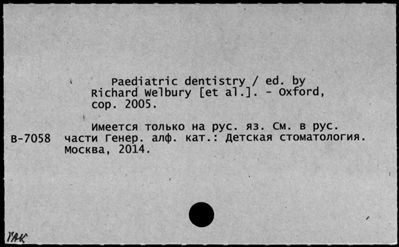 Paediatric dentistry / ed. by
Richard Welbury [et al.]. - Oxford,
cop. 2005.
Имеется только на рус. яз. См. в рус.
B-7058 части Генер. алф. кат.: Детская стоматология.
Москва, 2014.